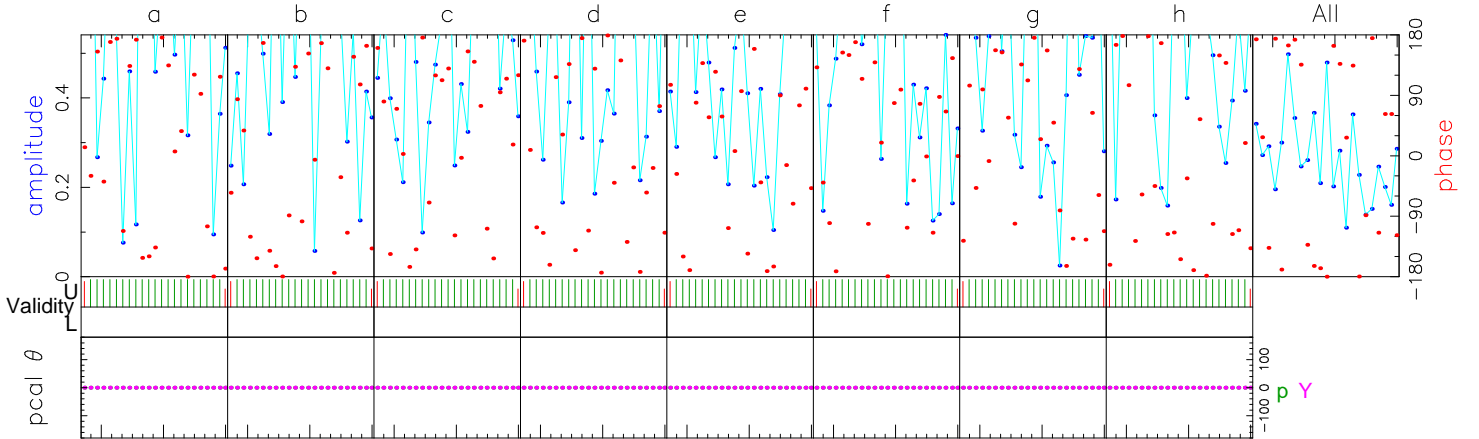 a b c d e f g h All
amplitude
0.4
0.2
0
180
90
0
−90
−180
phase
Validity
U
L
pcal θ
100
0
−100
p Y